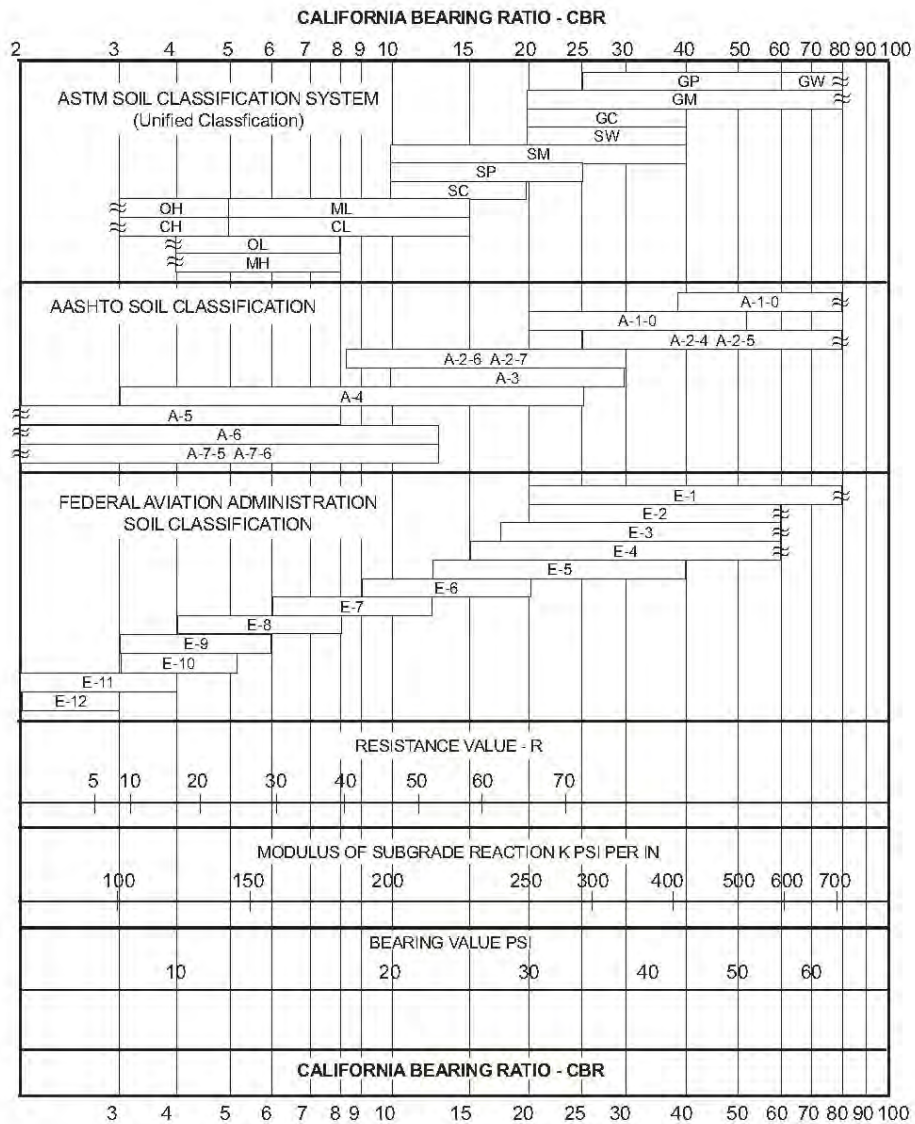 CALIFORNIA BEARING RATIO - CBR
2 3 4 5 6 7 8 9 10 15 20 25 30 40 50 60 70 80 100
GP GW
ASTM SOIL CLASSIFICATION SYSTEM
GM
(Unified Classfication)
GC
SW
SM
SP
SC
OH ML
CH CL
OL
MH
AASHTO SOIL CLASSIFICATION
A-1-0
A-1-0
A-2-4 A-2-5
A-2-6 A-2-7
A-3
A-4
A-5
A-6
A-7-5 A-7-6
FEDERAL AVIATION ADMINISTRATION
SOIL CLASSIFICATION
E-1
E-2
E-3
E-4
E-5
E-6
E-7
E-8
E-9
E-10
E-11
E-12
RESISTANCE VALUE - R
5 10 20 30 40 50 60 70
MODULUS OF SUBGRADE REACTION K PSI PER IN
100 150 200 250 300 400 500 600 700
BEARING VALUE PSI
10 20 30 40 50 60
CALIFORNIA BEARING RATIO - CBR
3 4 5 6 7 8 9 10 15 20 25 30 40 50 60 70 80 100